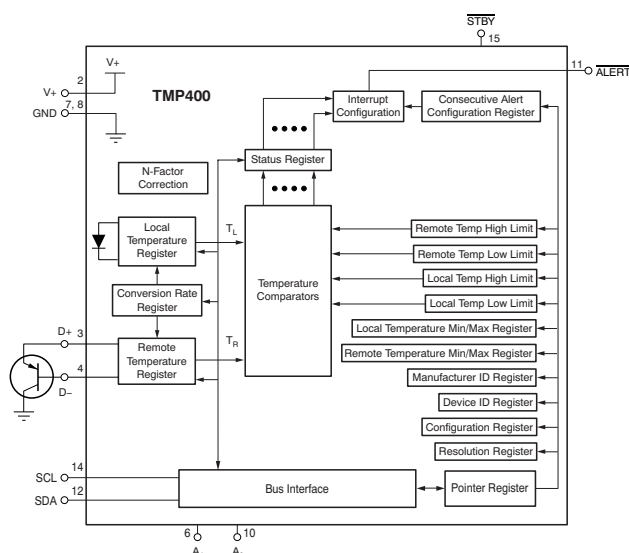 STBY
15
11
ALERT
V+
2
V+
7, 8
GND
TMP400
Interrupt
Configuration
Consecutive Alert
Configuration Register
Status Register
N-Factor
Correction
Local
Temperature
Register
TL
Remote Temp High Limit
Remote Temp Low Limit
Temperature
Comparators
Local Temp High Limit
Conversion Rate
Register
Local Temp Low Limit
Local Temperature Min/Max Register
D+
3
Remote
Temperature
Register
TR
Remote Temperature Min/Max Register
4
D−
Manufacturer ID Register
Device ID Register
Configuration Register
Resolution Register
14
SCL
12
SDA
Bus Interface
Pointer Register
6
10
A
A